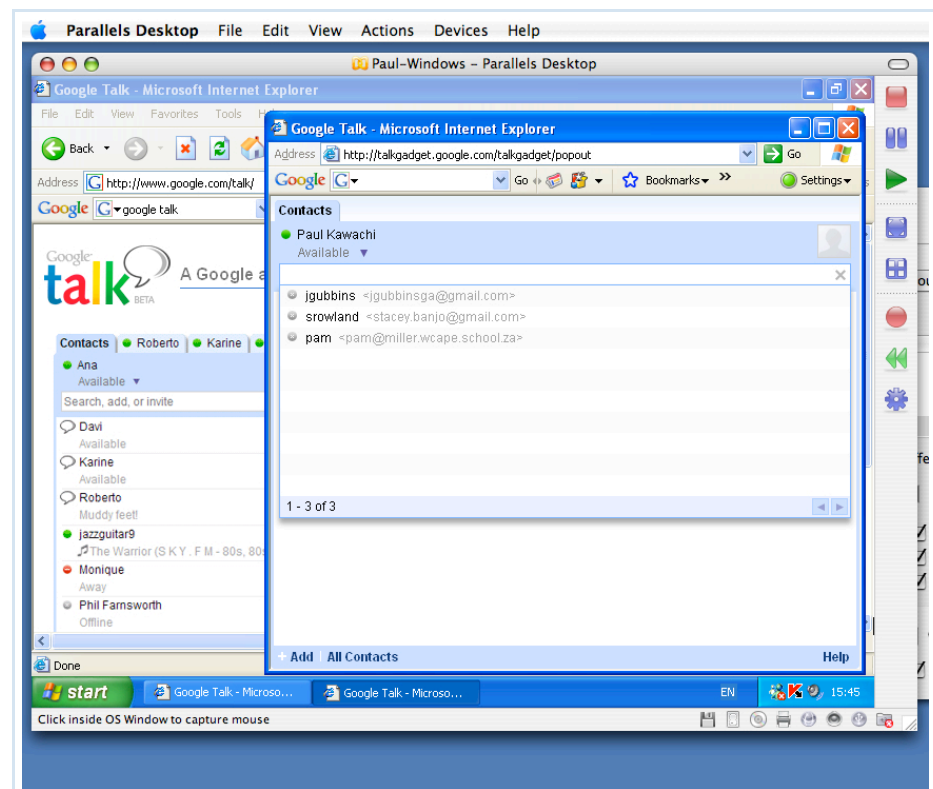 Parallels Desktop File Edit View Actions Devices Help
Paul-Windows – Parallels Desktop
Google Talk - Microsoft Internet Explorer
File Edit View Favorites Tools
Back
Address http://www.google.com/talk/
Google G google talk
Google talk BETA
A Google a
Contacts Roberto Karine
Ana
Available
Search, add, or invite
Davi
Available
Karine
Available
Roberto
Muddy feet!
jazzguitar9
The Warrior (S K Y . F M - 80s, 80s
Monique
Away
Phil Farnsworth
Offline
Done
Google Talk - Microsoft Internet Explorer
Address http://talkgadget.google.com/talkgadget/popout Go
Google G Go Bookmarks » Settings
Contacts
Paul Kawachi
Available
jgubbins <jgubbinsga@gmail.com>
srowland <stacey.banjo@gmail.com>
pam <pam@miller.wcape.school.za>
1 - 3 of 3
Add All Contacts Help
start Google Talk - Microso... Google Talk - Microso... EN 15:45
Click inside OS Window to capture mouse